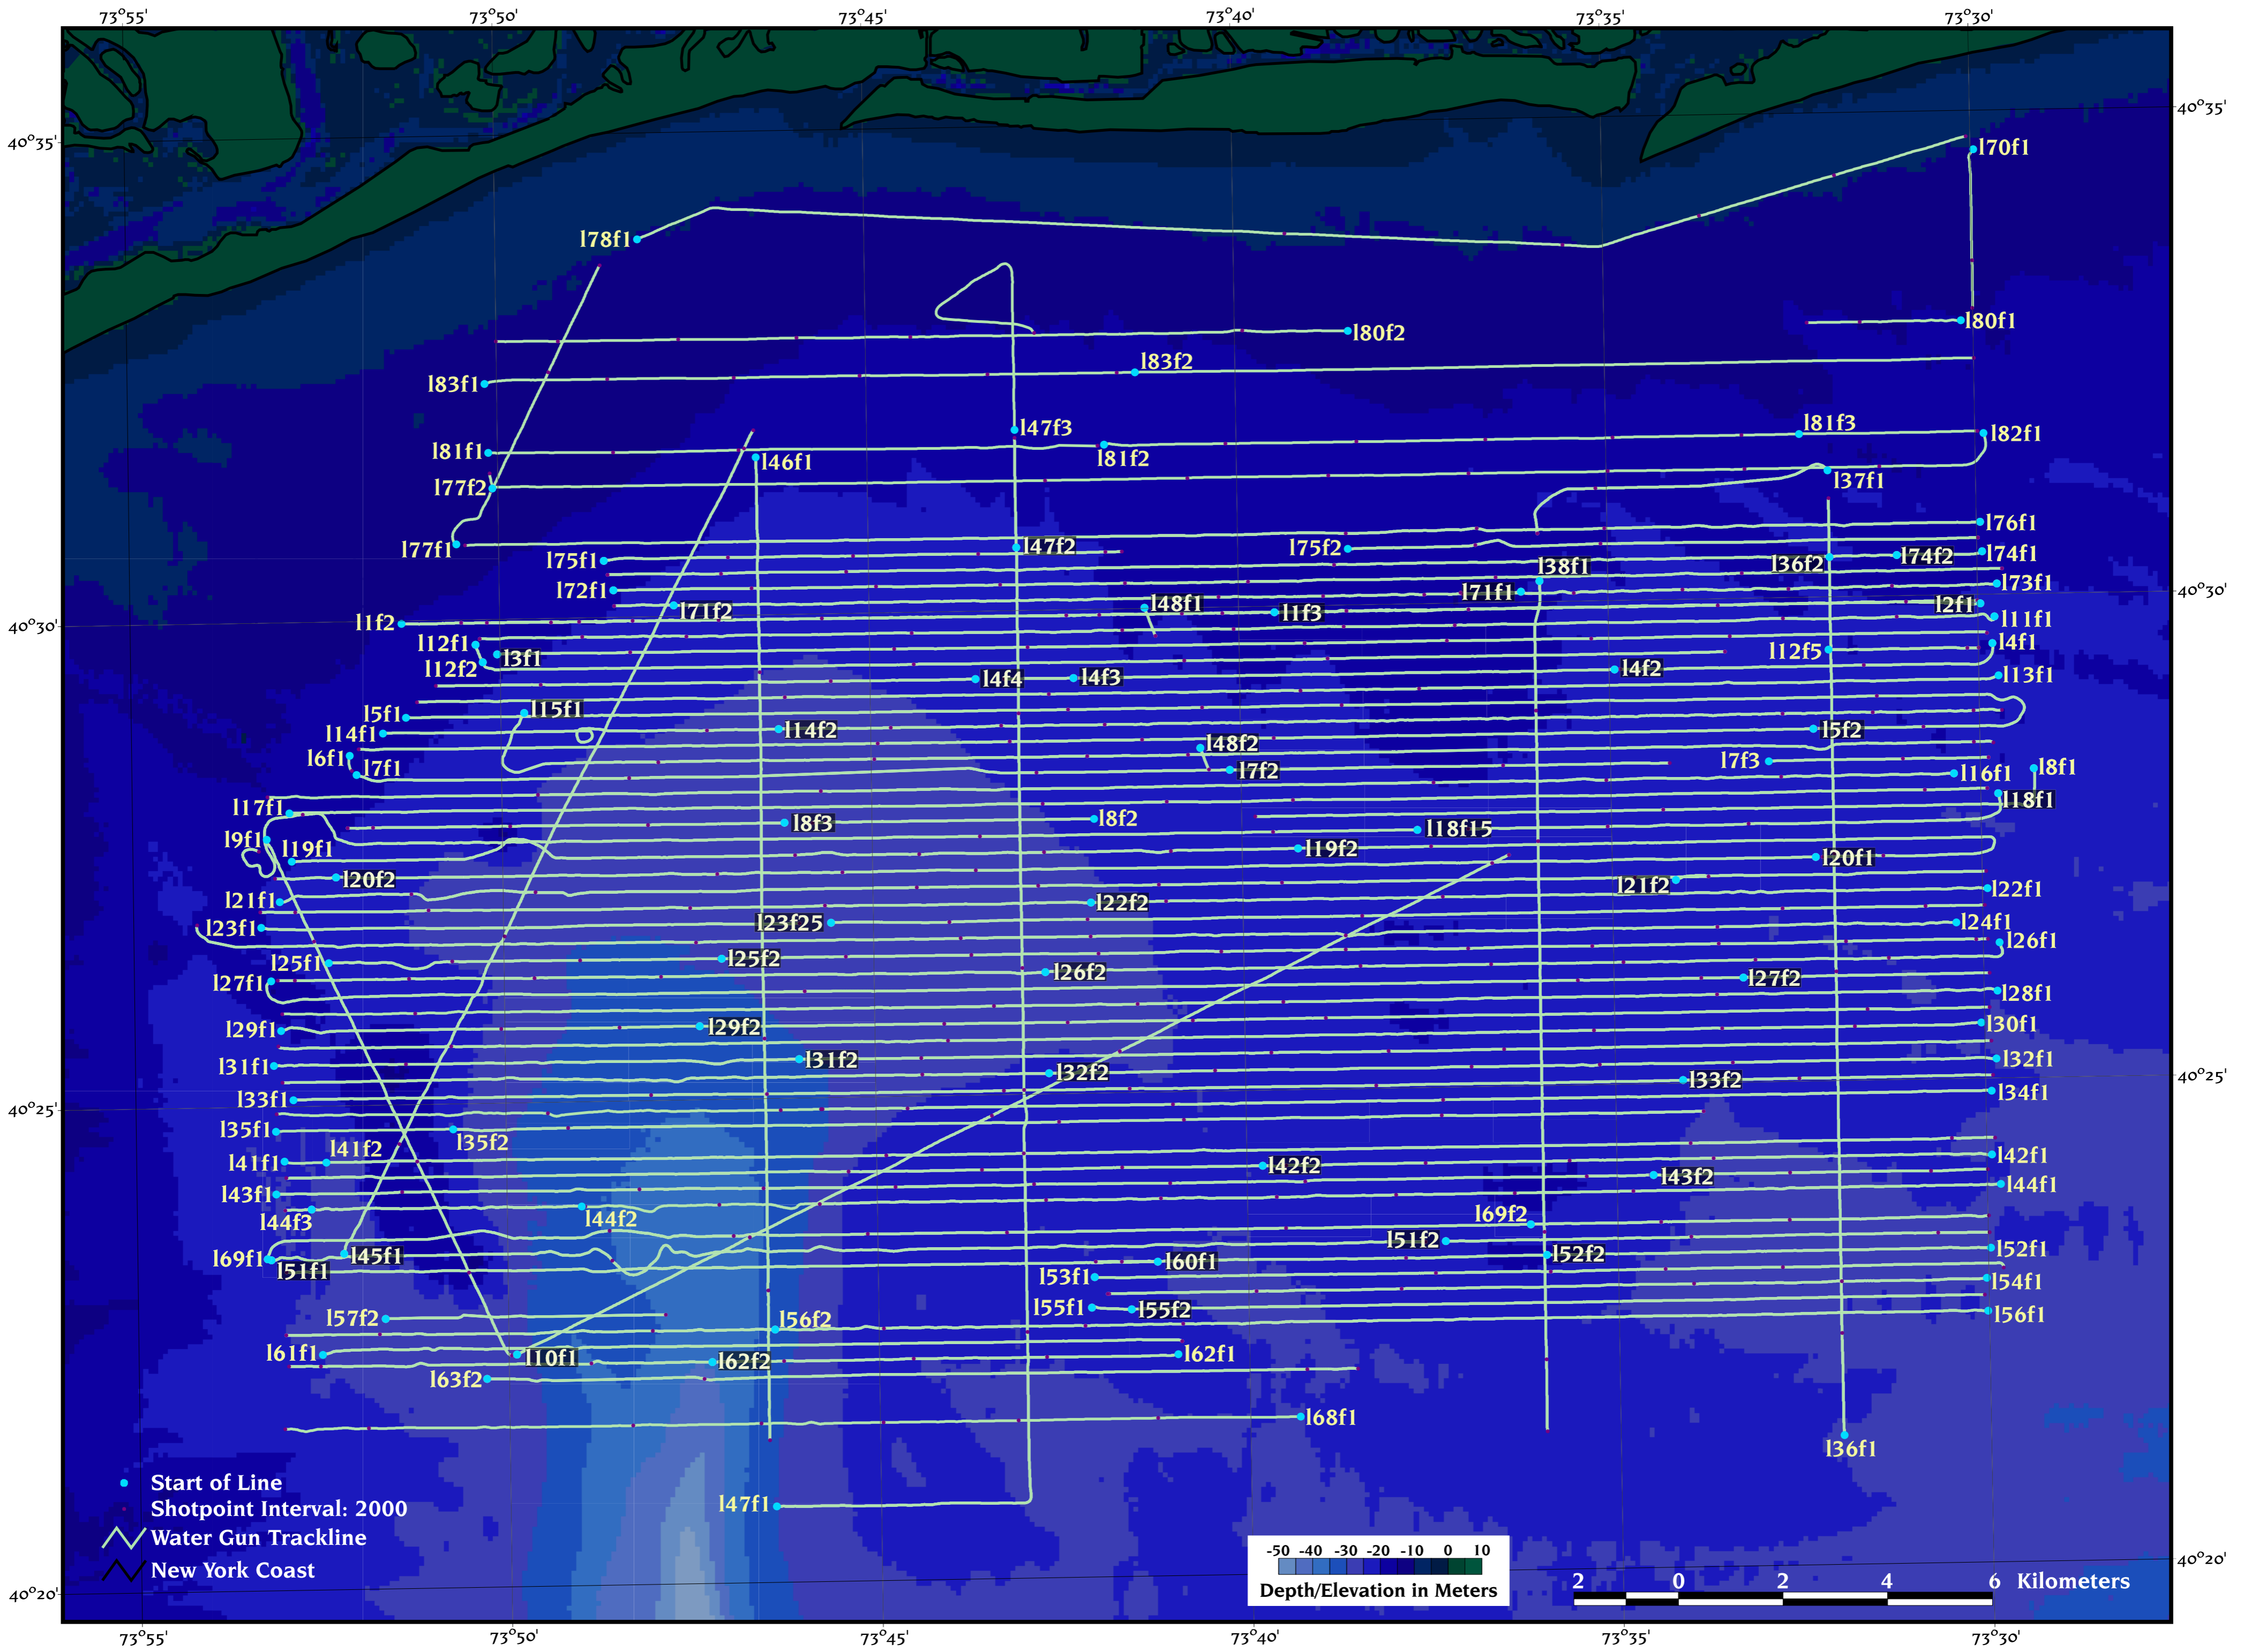 73°55' 73°50' 73°45' 73°40' 73°35' 73°30'
40°35' 40°35'
l70f1
l78f1
l80f1
l80f2
l83f2
l83f1
l47f3 l81f3 l82f1
l81f1 l81f2
l46f1
l77f2 l37f1
l76f1
l77f1 l47f2 l75f2
l75f1 l36f2 l74f2 l74f1
l38f1
l72f1 l71f1 l73f1
l71f2 l48f1 l1f3 l2f1
l1f2 l11f1
40°30' 40°30'
l12f1 l4f1
l3f1 l12f5
l12f2 l4f4 l4f3 l4f2 l13f1
l5f1 l15f1
l14f1 l14f2 l5f2
l6f1 l48f2
l7f1 l7f2 l7f3 l16f1 l8f1
l17f1 l18f1
l8f3 l8f2 l18f15
l9f1 l19f1 l19f2 l20f1
l20f2 l21f2 l22f1
l21f1 l22f2
l23f1 l23f25 l24f1
l25f1 l25f2 l26f1
l27f1 l26f2 l27f2
l28f1
l29f1 l29f2 l30f1
l31f1 l31f2 l32f1
l32f2 l33f2
l33f1 l34f1
40°25' 40°25'
l35f1 l35f2
l41f2
l41f1 l42f2 l42f1
l43f1 l43f2 l44f1
l44f3 l44f2 l69f2
l69f1 l45f1 l51f2 l52f2 l52f1
l51f1 l60f1
l53f1 l54f1
l57f2 l56f2 l55f1 l55f2 l56f1
l61f1 l10f1 l62f2 l62f1
l63f2
l68f1
l36f1
l47f1
Start of Line
Shotpoint Interval: 2000
Water Gun Trackline
New York Coast
-50 -40 -30 -20 -10 0 10
Depth/Elevation in Meters
2 0 2 4 6 Kilometers
40°20' 40°20'
73°55' 73°50' 73°45' 73°40' 73°35' 73°30'